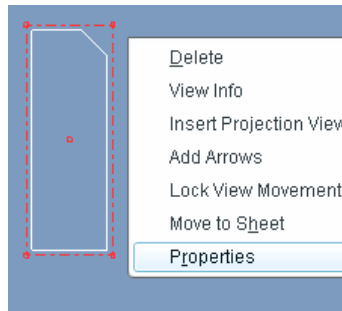 Delete
View Info
Insert Projection View
Add Arrows
Lock View Movement
Move to Sheet
Properties